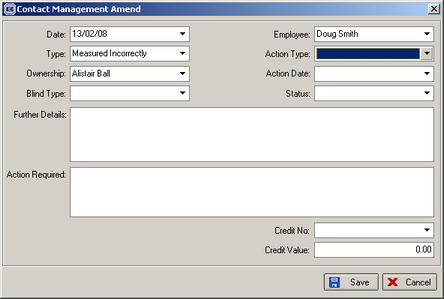 Contact Management Amend
Date: 13/02/08 Employee: Doug Smith
Type: Measured Incorrectly Action Type:
Ownership: Alistair Ball Action Date:
Blind Type: Status:
Further Details:
Action Required:
Credit No:
Credit Value: 0.00
Save Cancel